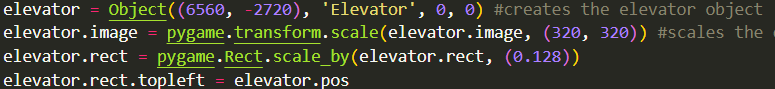 elevator = Object((6560, -2720), 'Elevator', 0, 0) #creates the elevator object
elevator.image = pygame.transform.scale(elevator.image, (320, 320)) #scales the
elevator.rect = pygame.Rect.scale_by(elevator.rect, (0.128))
elevator.rect.topleft = elevator.pos